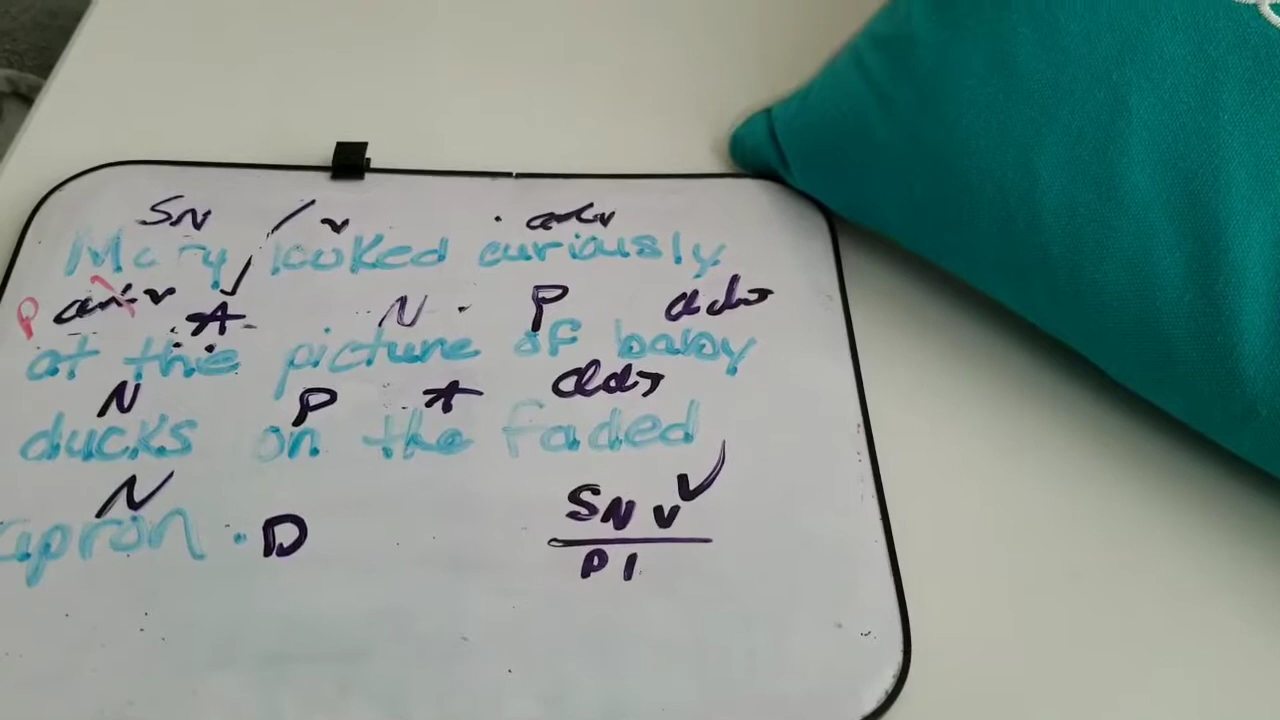 SN / v adv
Mary looked curiously
P adv A N P adj
at the picture of baby
N P A adj
ducks on the faded
N
apron . D
SN v ✓
P1